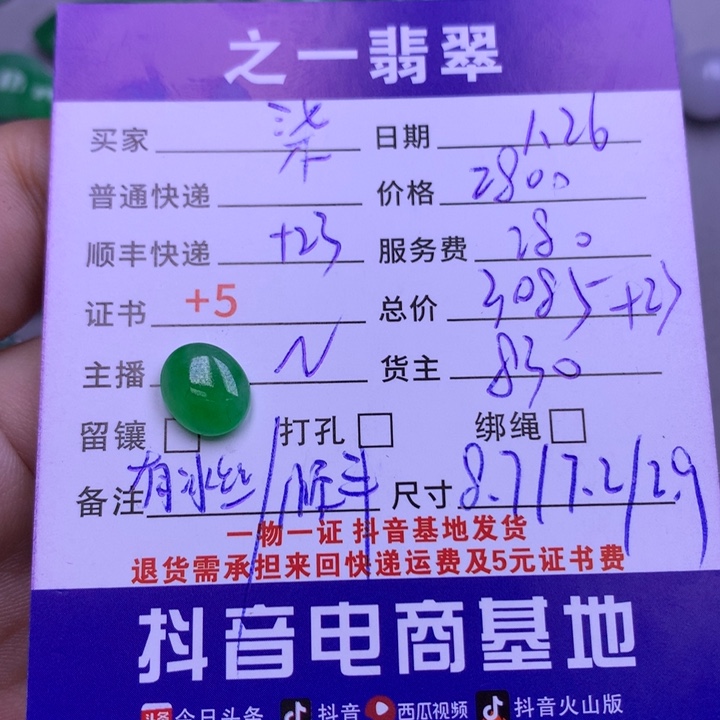 之一翡翠
买家 柒 日期 1.26
普通快递 价格 2800
顺丰快递 +23 服务费 280
证书 +5 总价 3085+23
主播 N 货主 830
留镶 打孔 绑绳
备注 有冰丝/顺丰 尺寸 8.7/7.2/2.9
一物一证 抖音基地发货
退货需承担来回快递运费及5元证书费
抖音电商基地
头条 今日头条 抖音 西瓜视频 抖音火山版